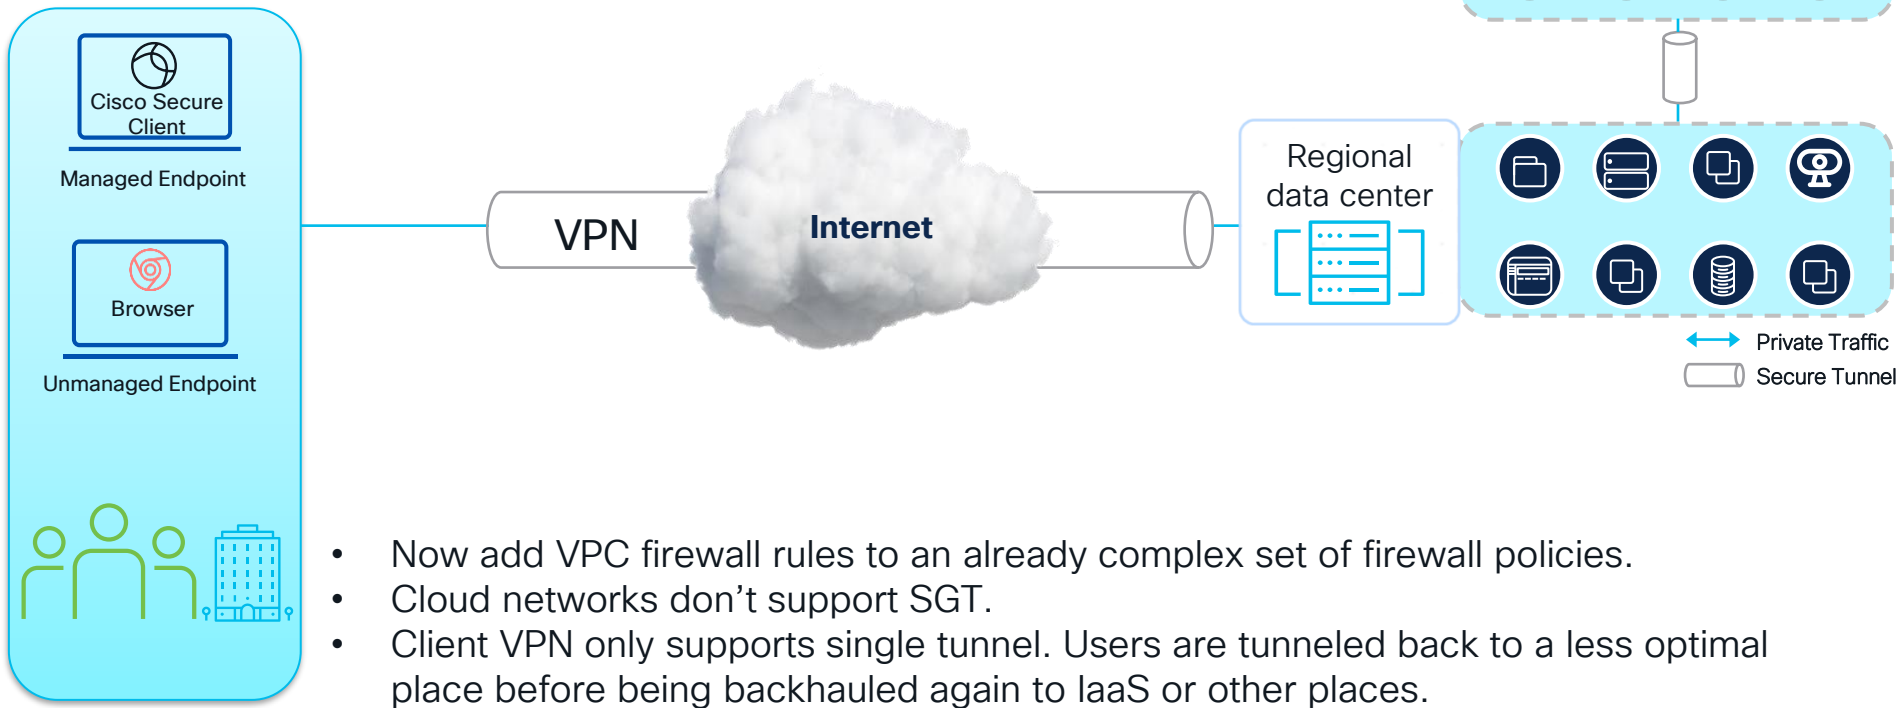 Cisco Secure
Client
Managed Endpoint
Browser
Unmanaged Endpoint
VPN
Internet
Regional
data center
Private Traffic
Secure Tunnel
• Now add VPC firewall rules to an already complex set of firewall policies.
• Cloud networks don’t support SGT.
• Client VPN only supports single tunnel. Users are tunneled back to a less optimal
place before being backhauled again to IaaS or other places.